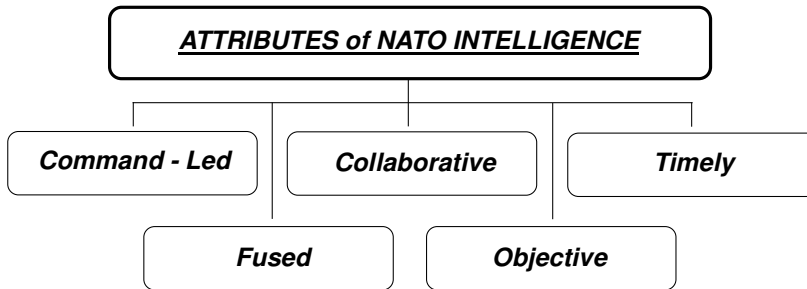 ATTRIBUTES of NATO INTELLIGENCE
Command - Led
Collaborative
Timely
Fused
Objective